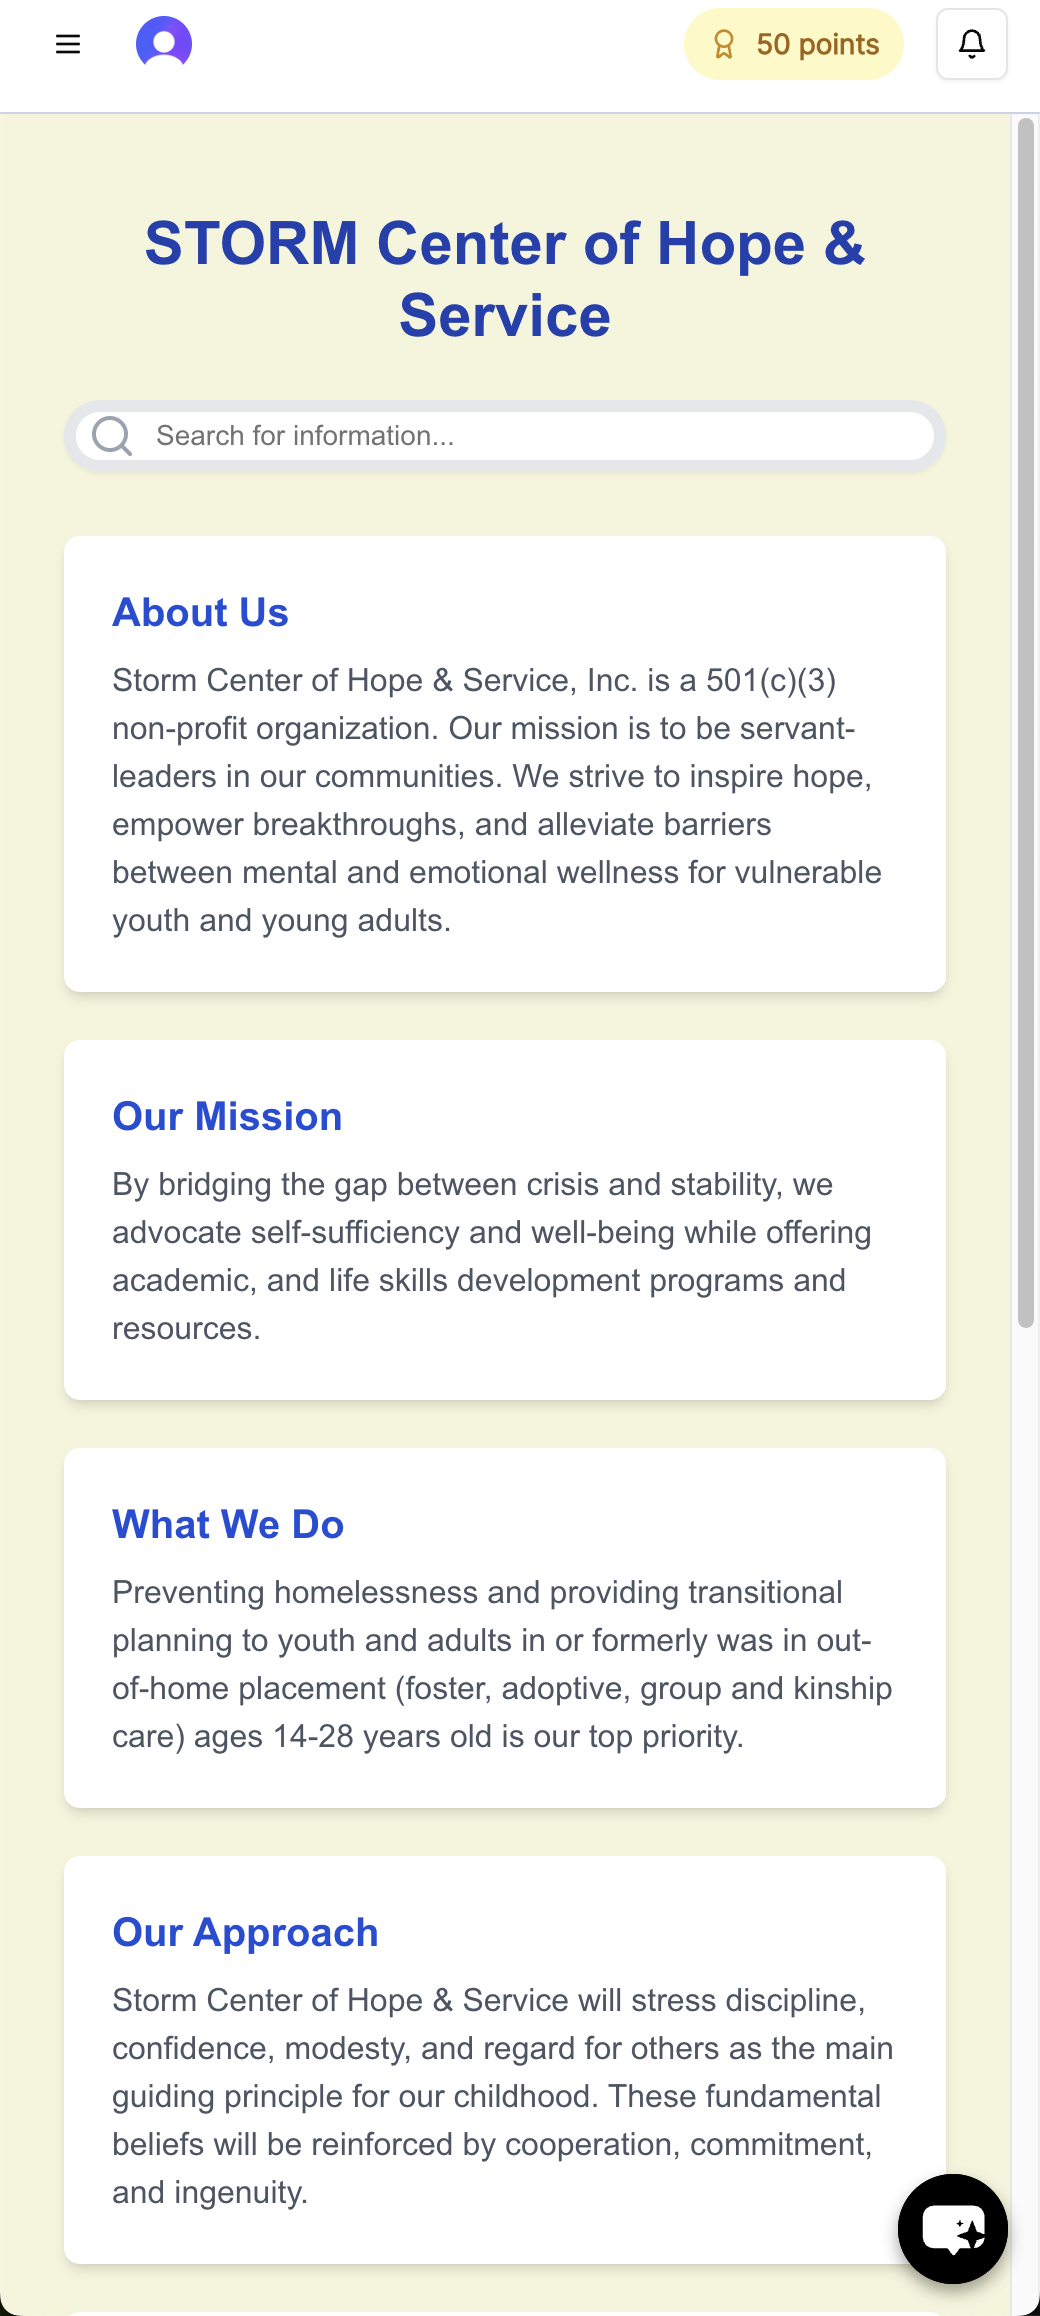 50 points
STORM Center of Hope &
Service
Search for information...
About Us
Storm Center of Hope & Service, Inc. is a 501(c)(3)
non-profit organization. Our mission is to be servant-
leaders in our communities. We strive to inspire hope,
empower breakthroughs, and alleviate barriers
between mental and emotional wellness for vulnerable
youth and young adults.
Our Mission
By bridging the gap between crisis and stability, we
advocate self-sufficiency and well-being while offering
academic, and life skills development programs and
resources.
What We Do
Preventing homelessness and providing transitional
planning to youth and adults in or formerly was in out-
of-home placement (foster, adoptive, group and kinship
care) ages 14-28 years old is our top priority.
Our Approach
Storm Center of Hope & Service will stress discipline,
confidence, modesty, and regard for others as the main
guiding principle for our childhood. These fundamental
beliefs will be reinforced by cooperation, commitment,
and ingenuity.